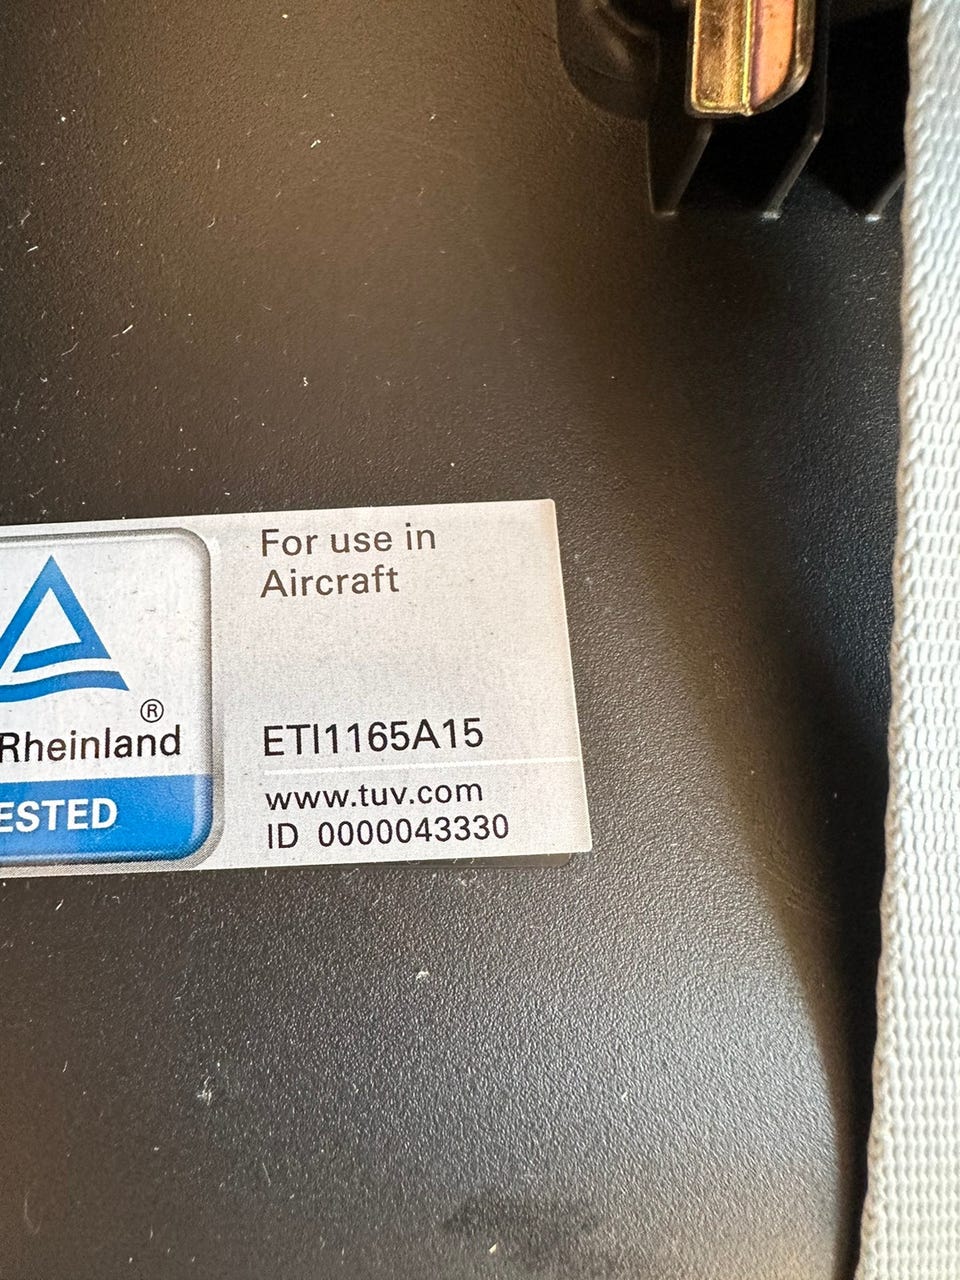 For use in
Aircraft
®
Rheinland
ESTED
ETI1165A15
www.tuv.com
ID 0000043330